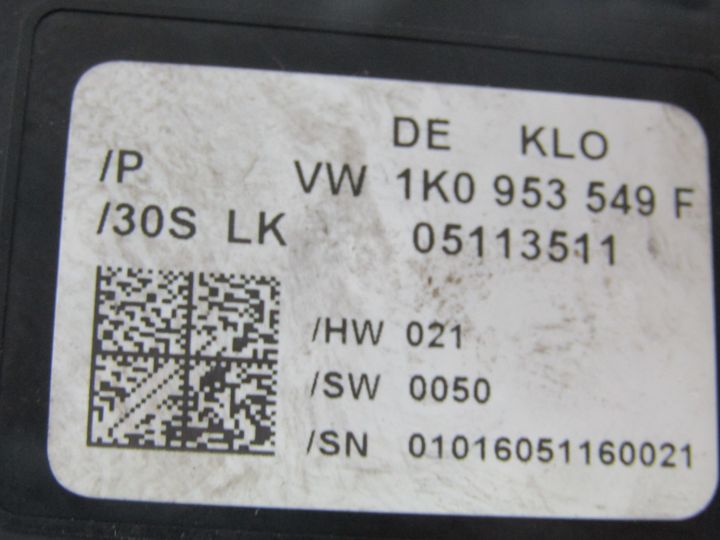 DE KLO
/P VW 1K0 953 549 F
/30S LK 05113511
/HW 021
/SW 0050
/SN 01016051160021